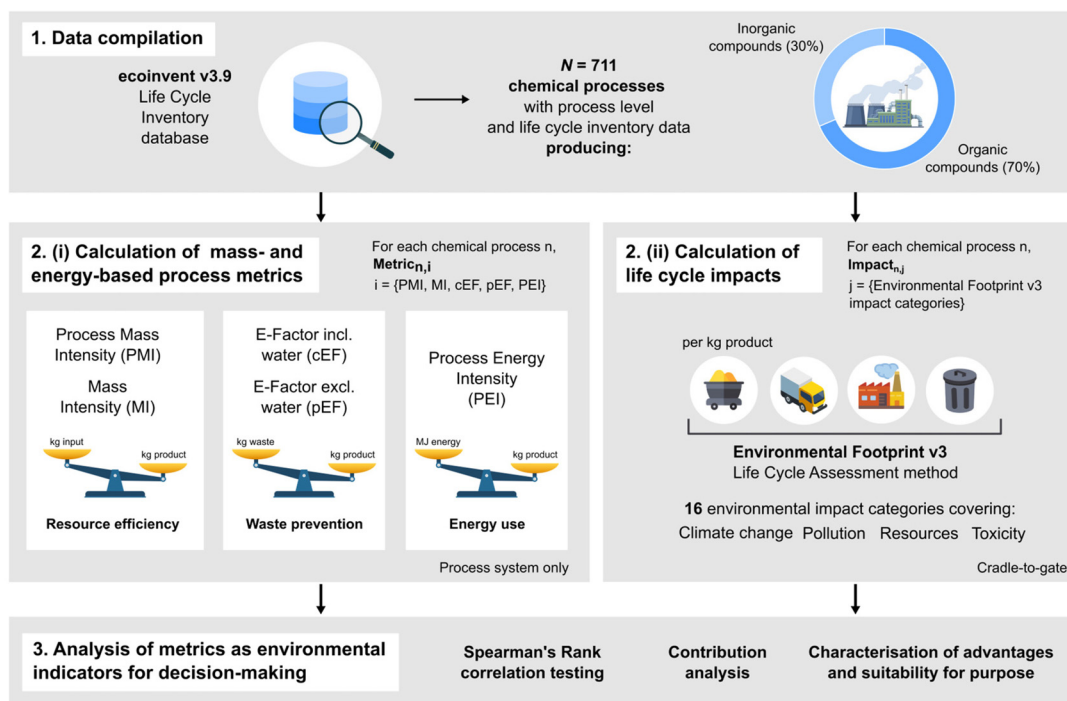 1. Data compilation
ecoinvent v3.9
Life Cycle
Inventory
database
N = 711
chemical processes
with process level
and life cycle inventory data
producing:
Inorganic
compounds (30%)
Organic
compounds (70%)
2. (i) Calculation of mass- and
energy-based process metrics
For each chemical process n,
Metricn,i
i = {PMI, MI, cEF, pEF, PEI}
Process Mass
Intensity (PMI)
Mass
Intensity (MI)
kg input
kg product
Resource efficiency
E-Factor incl.
water (cEF)
E-Factor excl.
water (pEF)
kg waste
kg product
Waste prevention
Process Energy
Intensity
(PEI)
MJ energy
kg product
Energy use
Process system only
2. (ii) Calculation of
life cycle impacts
For each chemical process n,
Impactn,j
j = {Environmental Footprint v3
impact categories}
per kg product
Environmental Footprint v3
Life Cycle Assessment method
16 environmental impact categories covering:
Climate change Pollution Resources Toxicity
Cradle-to-gate
3. Analysis of metrics as environmental
indicators for decision-making
Spearman's Rank
correlation testing
Contribution
analysis
Characterisation of advantages
and suitability for purpose